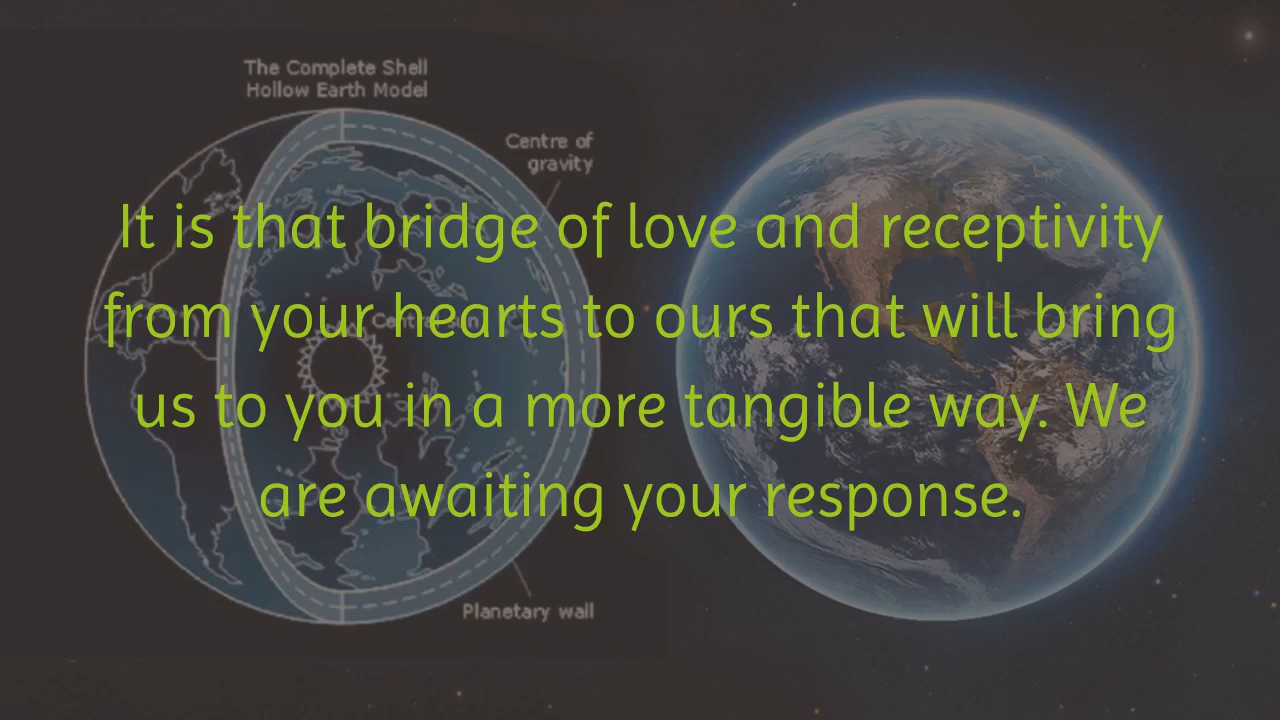 The Complete Shell
Hollow Earth Model
Centre of
gravity
It is that bridge of love and receptivity
from your hearts to ours that will bring
us to you in a more tangible way. We
are awaiting your response.
Planetary wall